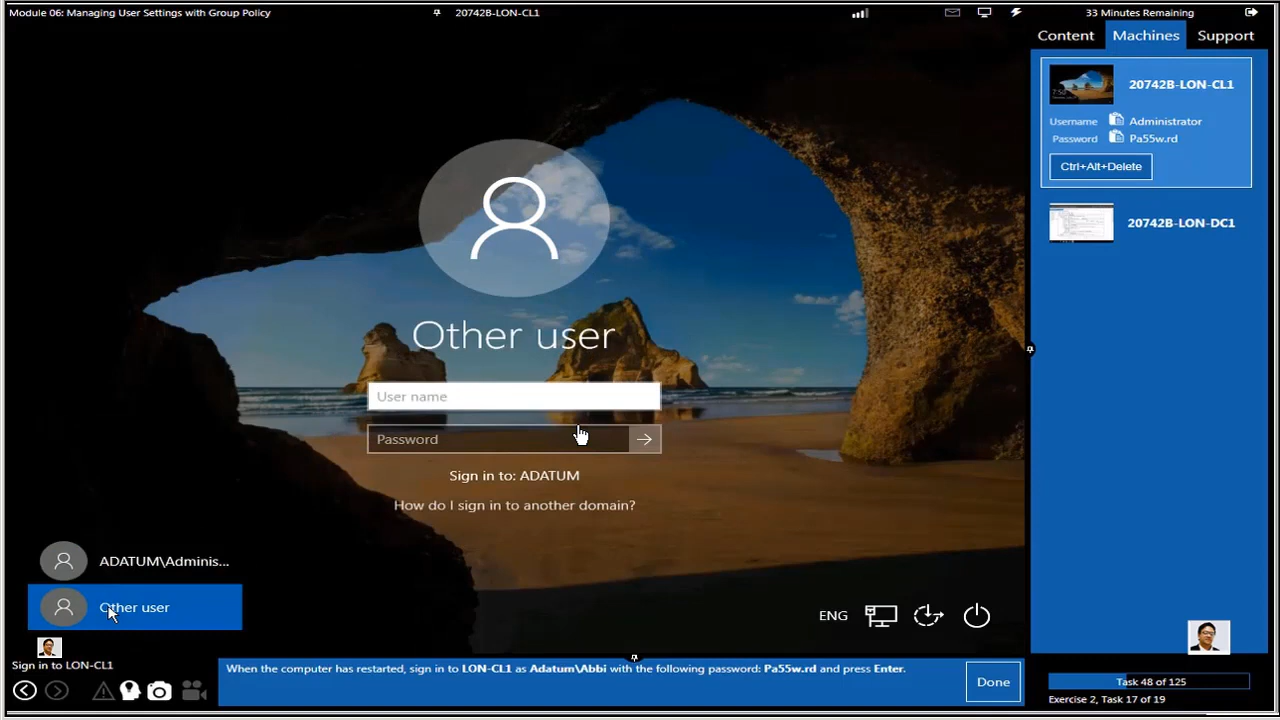 Module 06: Managing User Settings with Group Policy
20742B-LON-CL1
33 Minutes Remaining
Content
Machines
Support
20742B-LON-CL1
Username
Administrator
Password
Pa55w.rd
Ctrl+Alt+Delete
20742B-LON-DC1
Other user
User name
Password
Sign in to: ADATUM
How do I sign in to another domain?
ADATUM\Adminis...
Other user
ENG
Sign in to LON-CL1
When the computer has restarted, sign in to LON-CL1 as Adatum\Abbi with the following password: Pa55w.rd and press Enter.
Done
Task 48 of 125
Exercise 2, Task 17 of 19